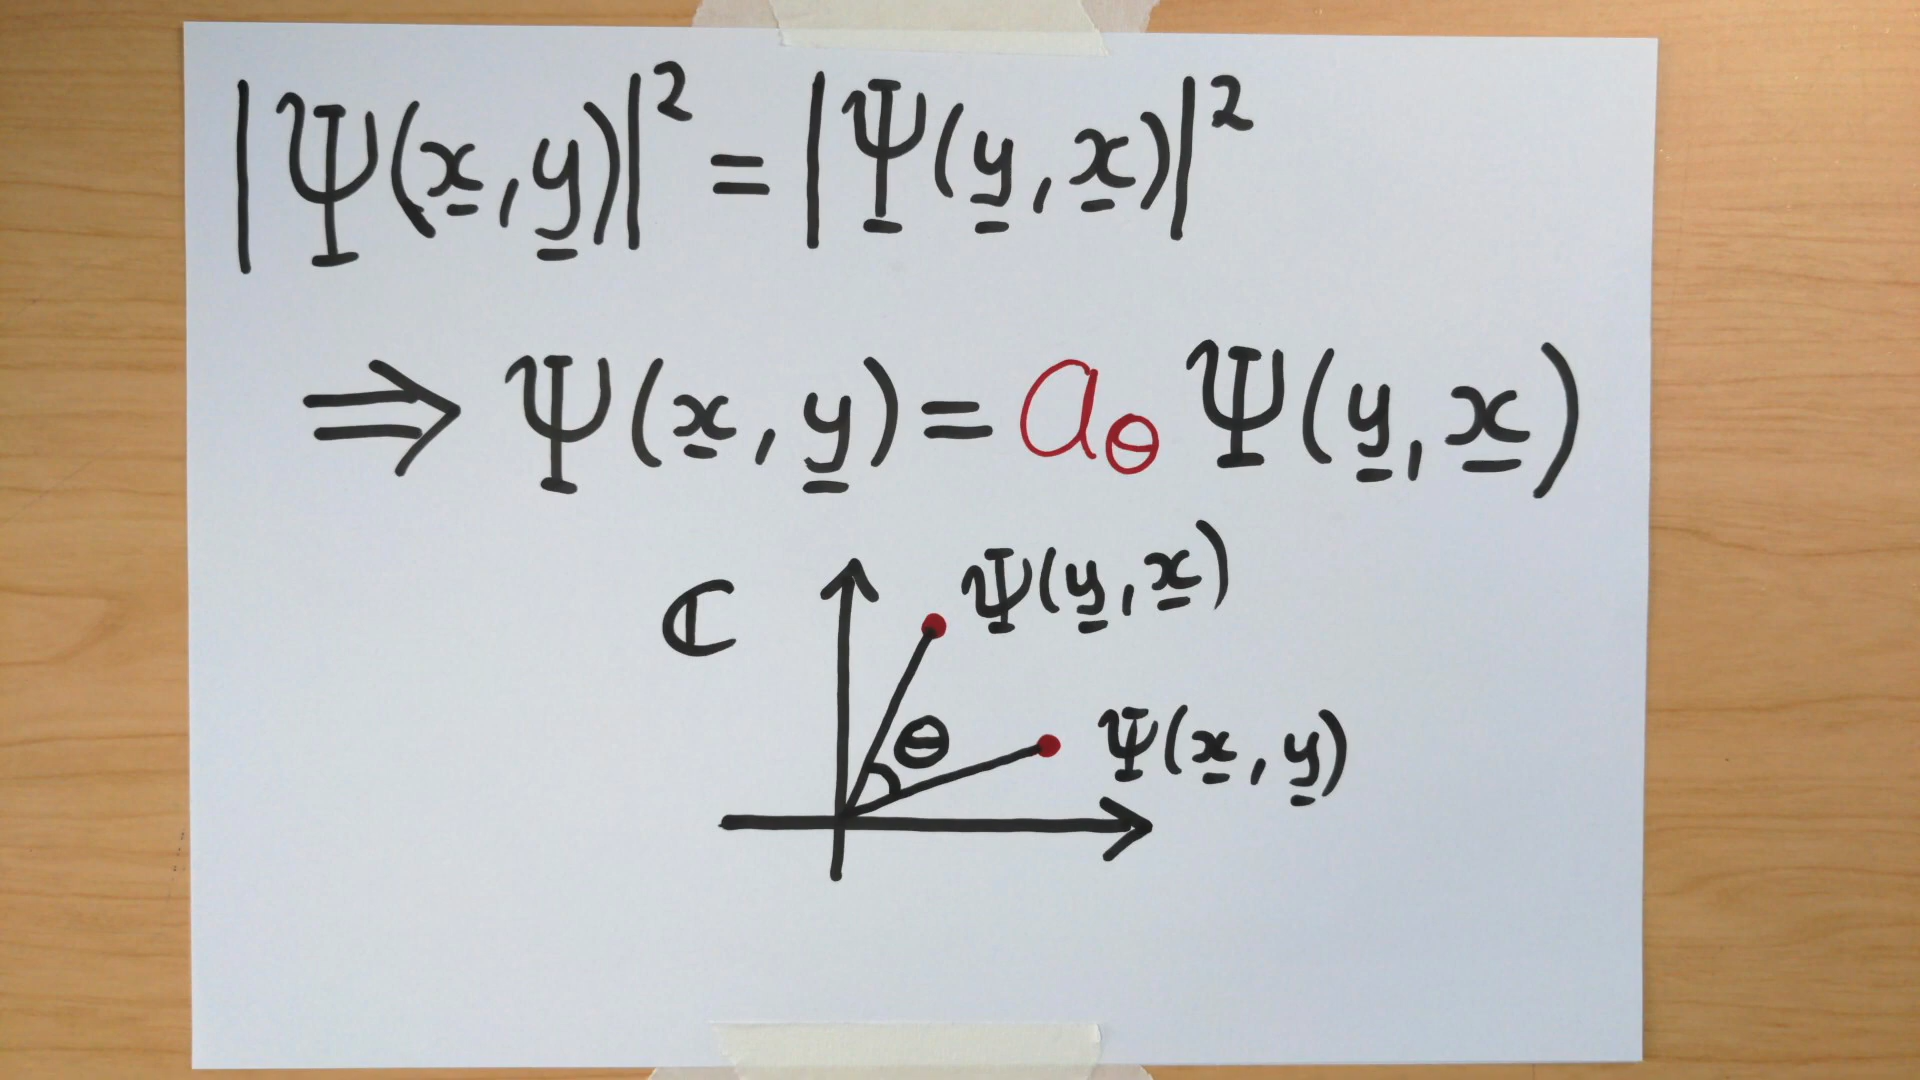 |Ψ(x̲,y̲)|² = |Ψ(y̲,x̲)|²
⇒ Ψ(x̲,y̲) = a_θ Ψ(y̲,x̲)
ℂ Ψ(y̲,x̲)
θ Ψ(x̲,y̲)